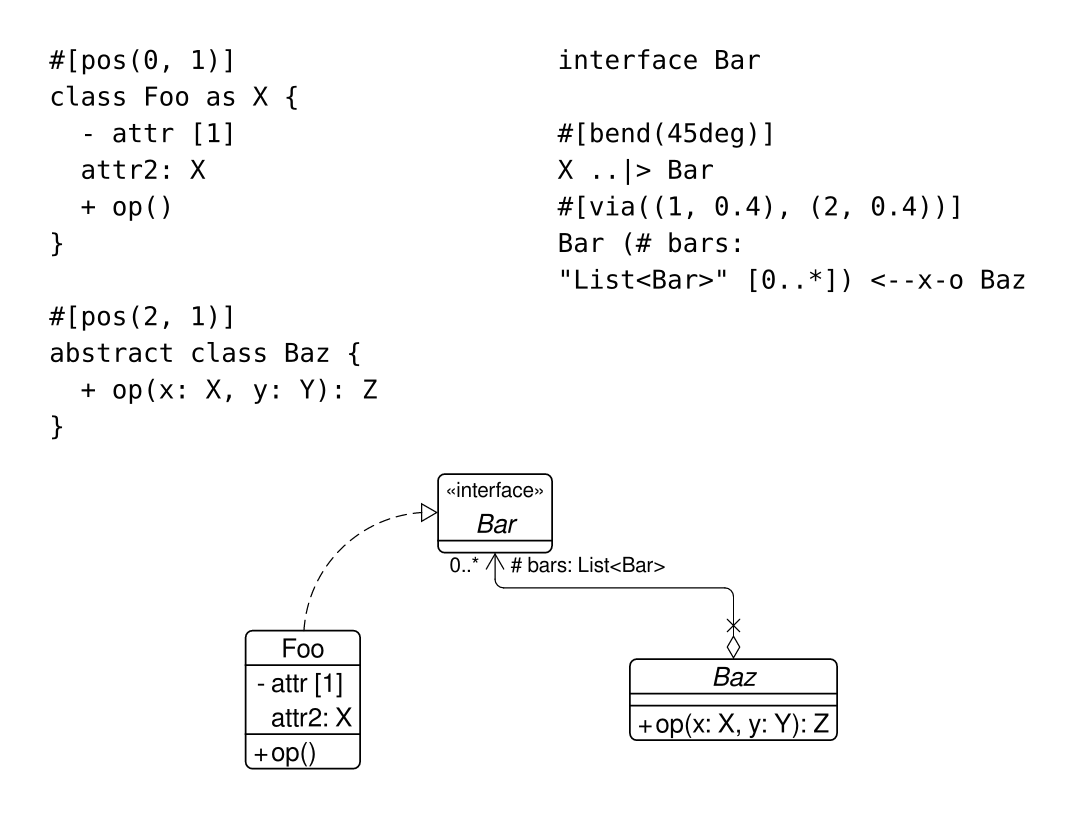 #[pos(0, 1)]
class Foo as X {
  - attr [1]
  attr2: X
  + op()
}
#[pos(2, 1)]
abstract class Baz {
  + op(x: X, y: Y): Z
}
interface Bar
#[bend(45deg)]
X ..|> Bar
#[via((1, 0.4), (2, 0.4))]
Bar (# bars:
"List<Bar>" [0..*]) <--x-o Baz
«interface»
Bar
0..* # bars: List<Bar>
Foo
- attr [1]
attr2: X
+ op()
Baz
+ op(x: X, y: Y): Z